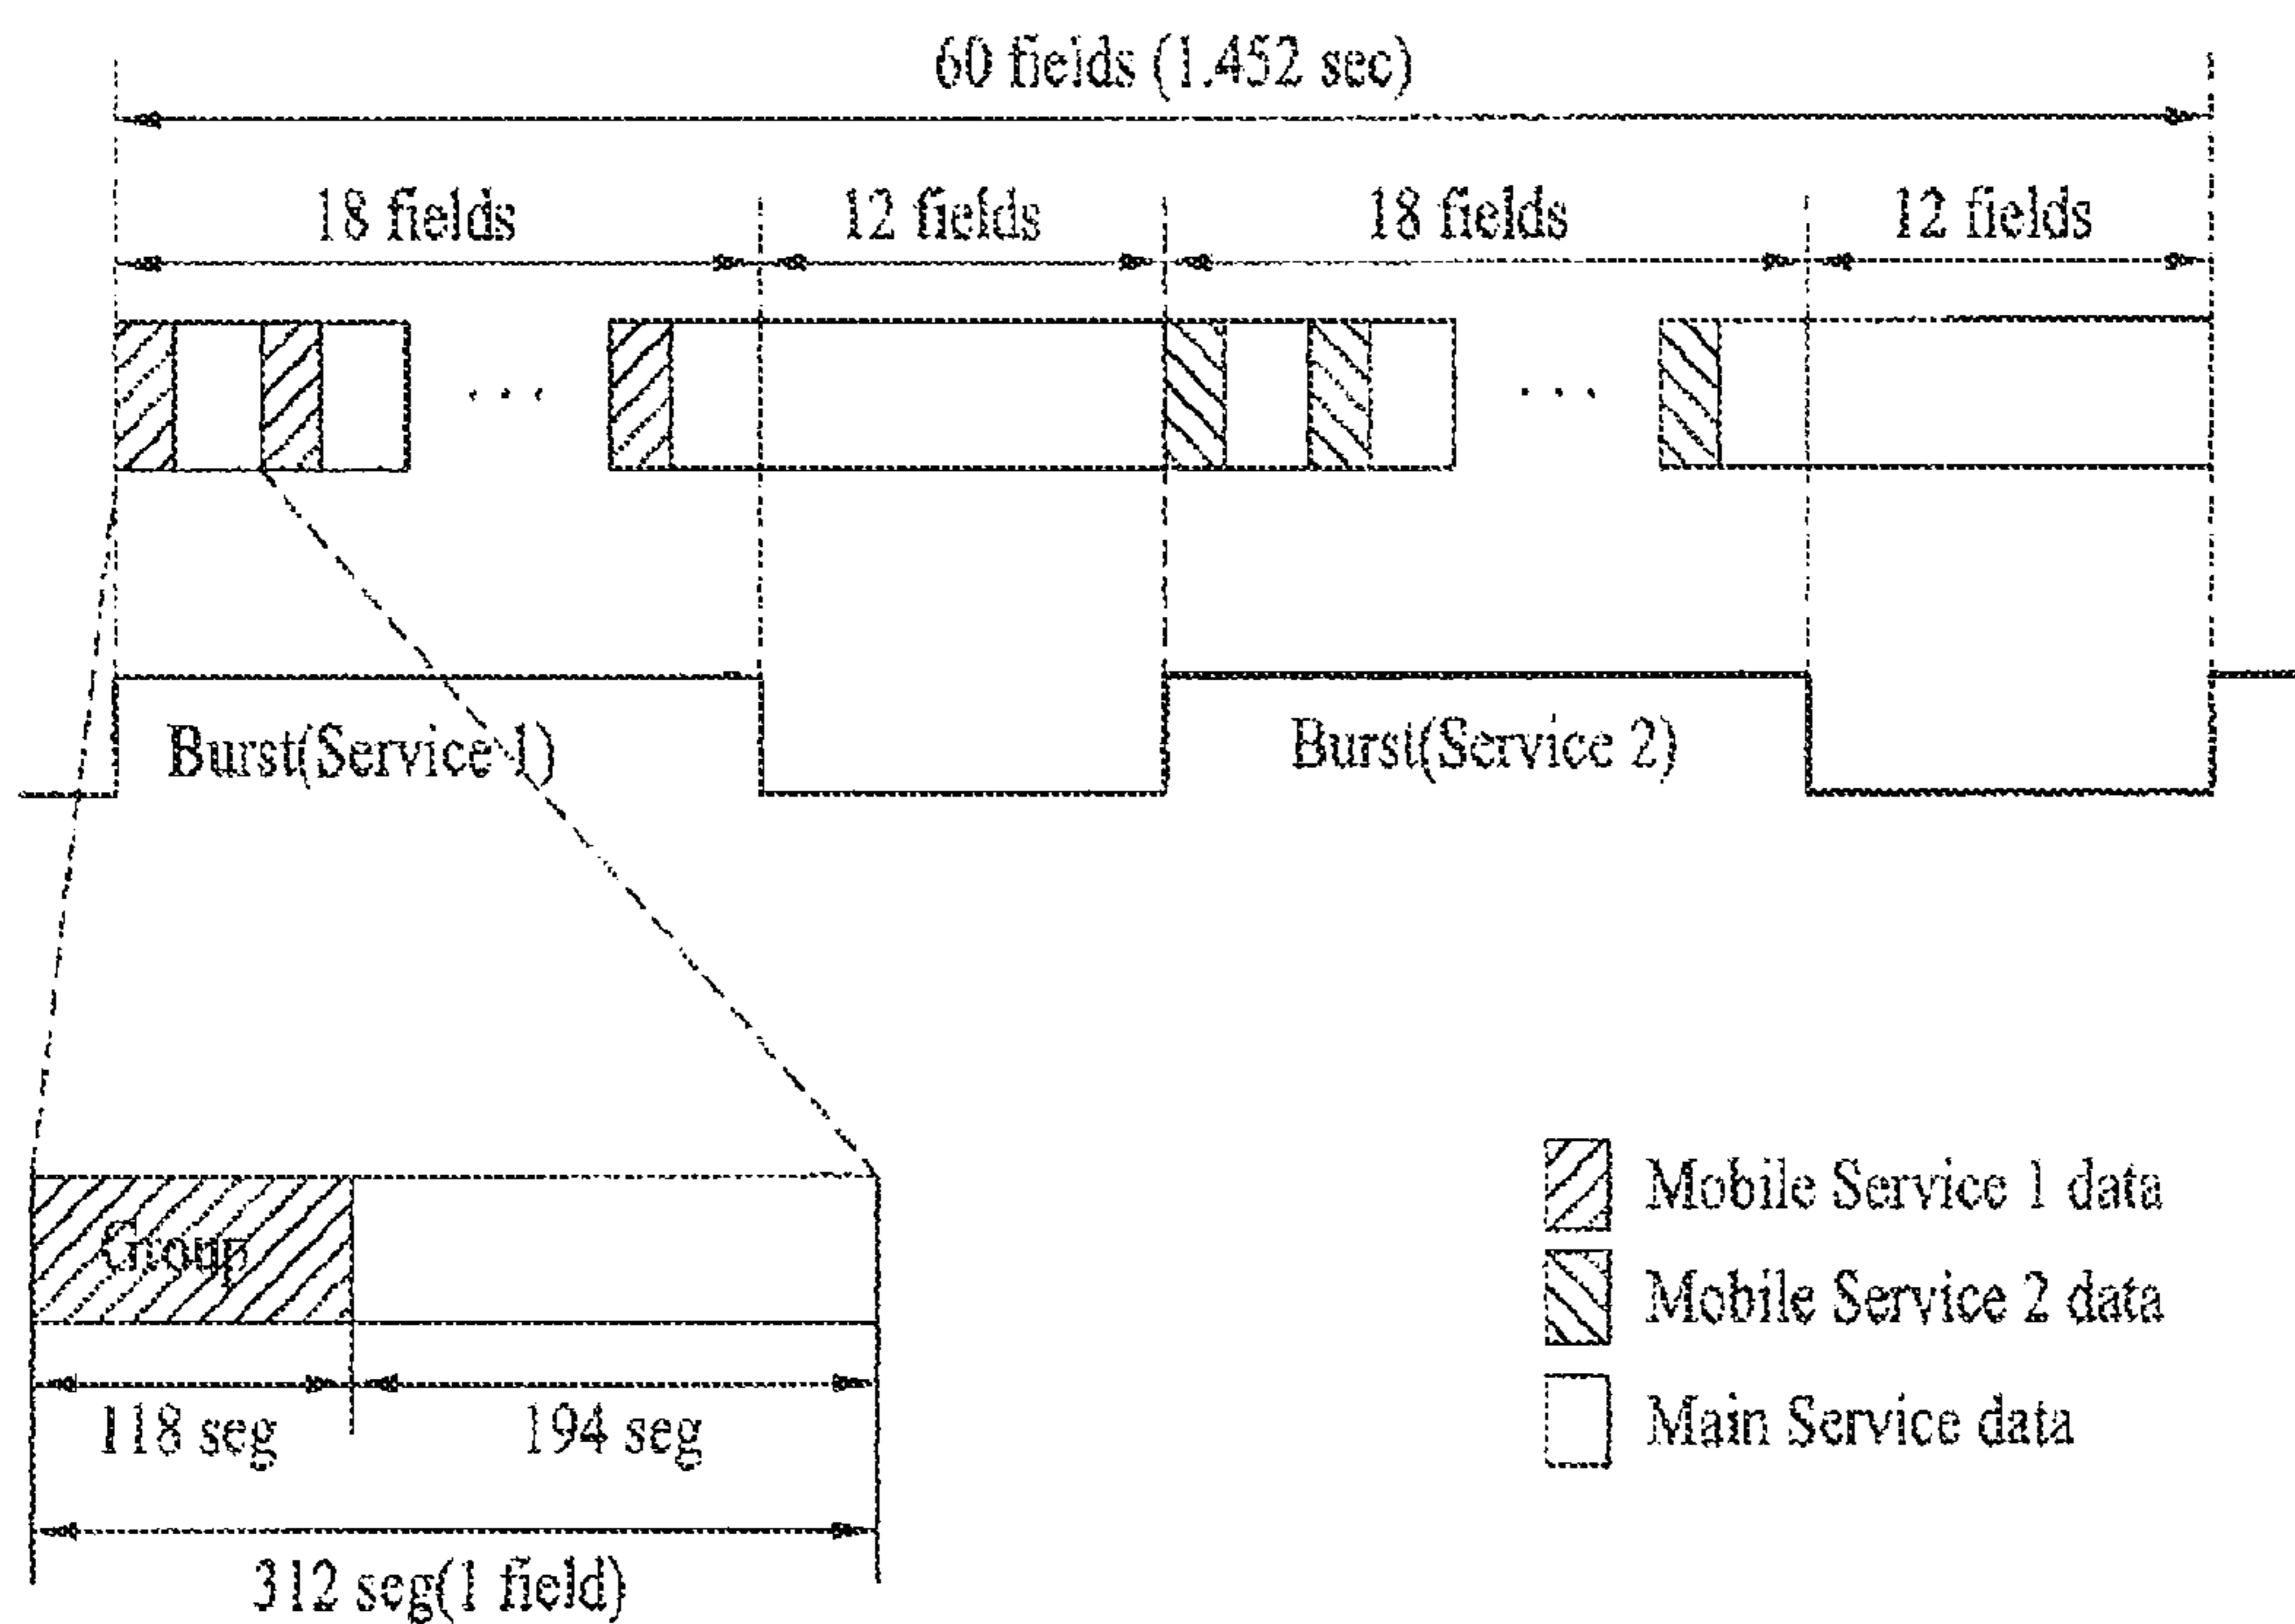 60 fields (1.452 sec)
18 fields
12 fields
18 fields
12 fields
. . .
. . .
Burst(Service 1)
Burst(Service 2)
Group
118 seg
194 seg
312 seg(1 field)
Mobile Service 1 data
Mobile Service 2 data
Main Service data